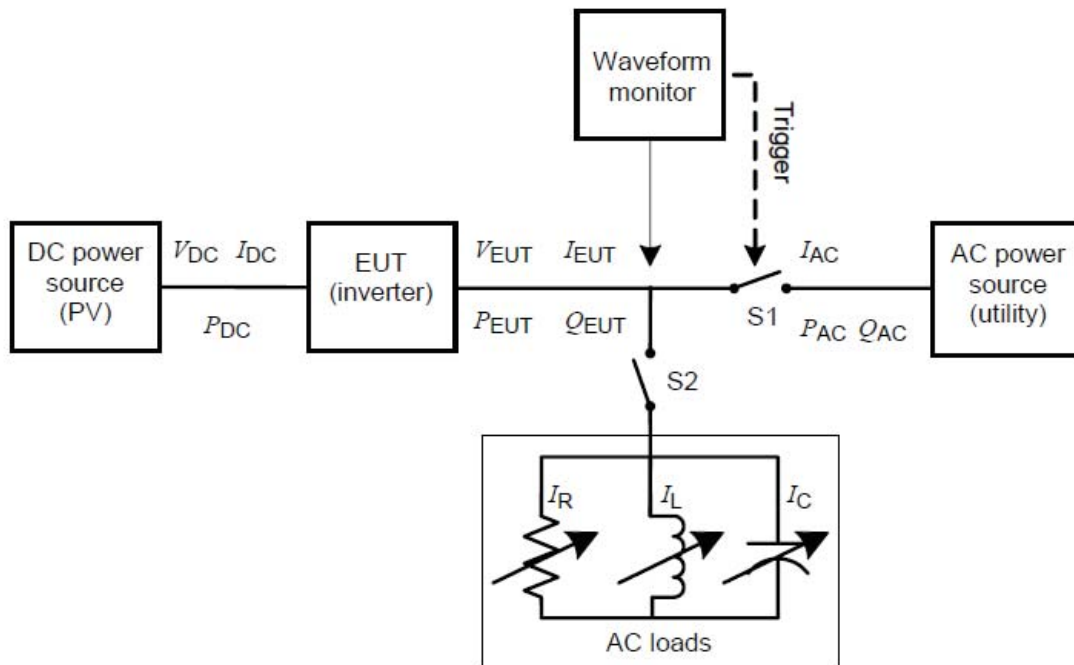 Waveform
monitor
Trigger
DC power
source
(PV)
VDC IDC
PDC
EUT
(inverter)
VEUT IEUT
PEUT QEUT
IAC
S1
PAC QAC
AC power
source
(utility)
S2
IR
IL
IC
AC loads